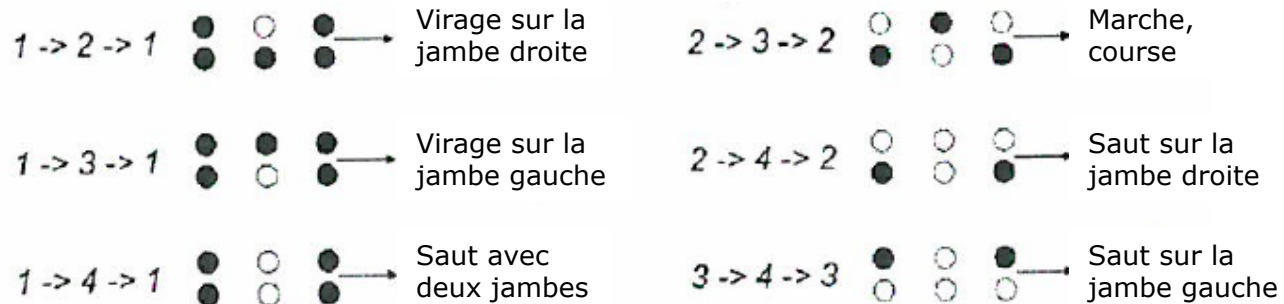 1 -> 2 -> 1
Virage sur la
jambe droite
2 -> 3 -> 2
Marche,
course
1 -> 3 -> 1
Virage sur la
jambe gauche
2 -> 4 -> 2
Saut sur la
jambe droite
1 -> 4 -> 1
Saut avec
deux jambes
3 -> 4 -> 3
Saut sur la
jambe gauche